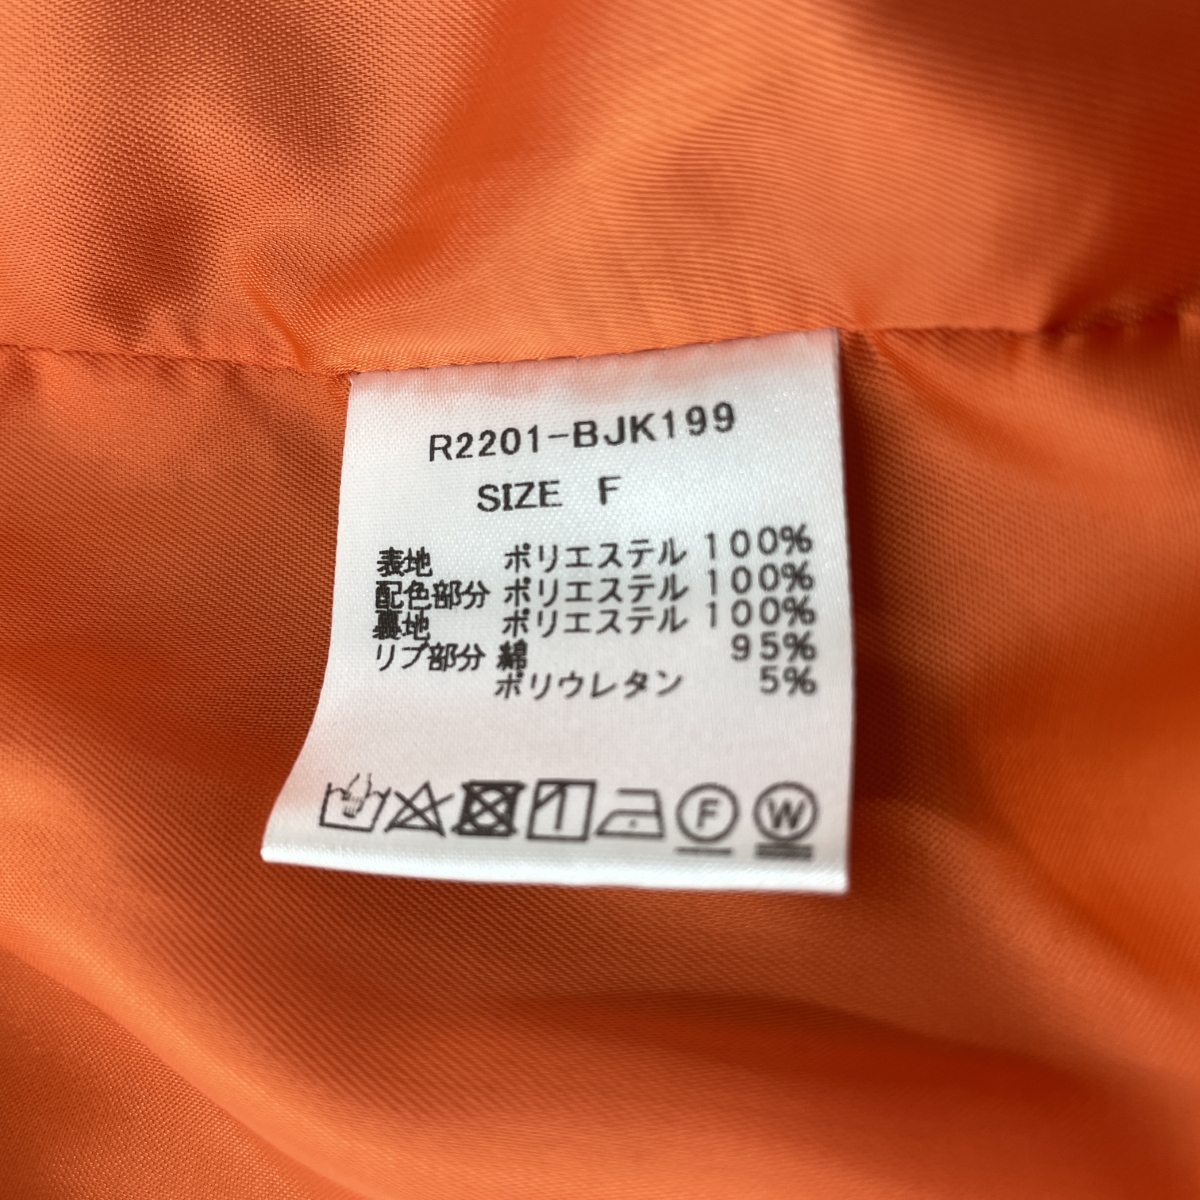 R2201-BJK199
SIZE F
表地 ポリエステル 100%
配色部分 ポリエステル 100%
裏地 ポリエステル 100%
リブ部分 綿 95%
ポリウレタン 5%
F W